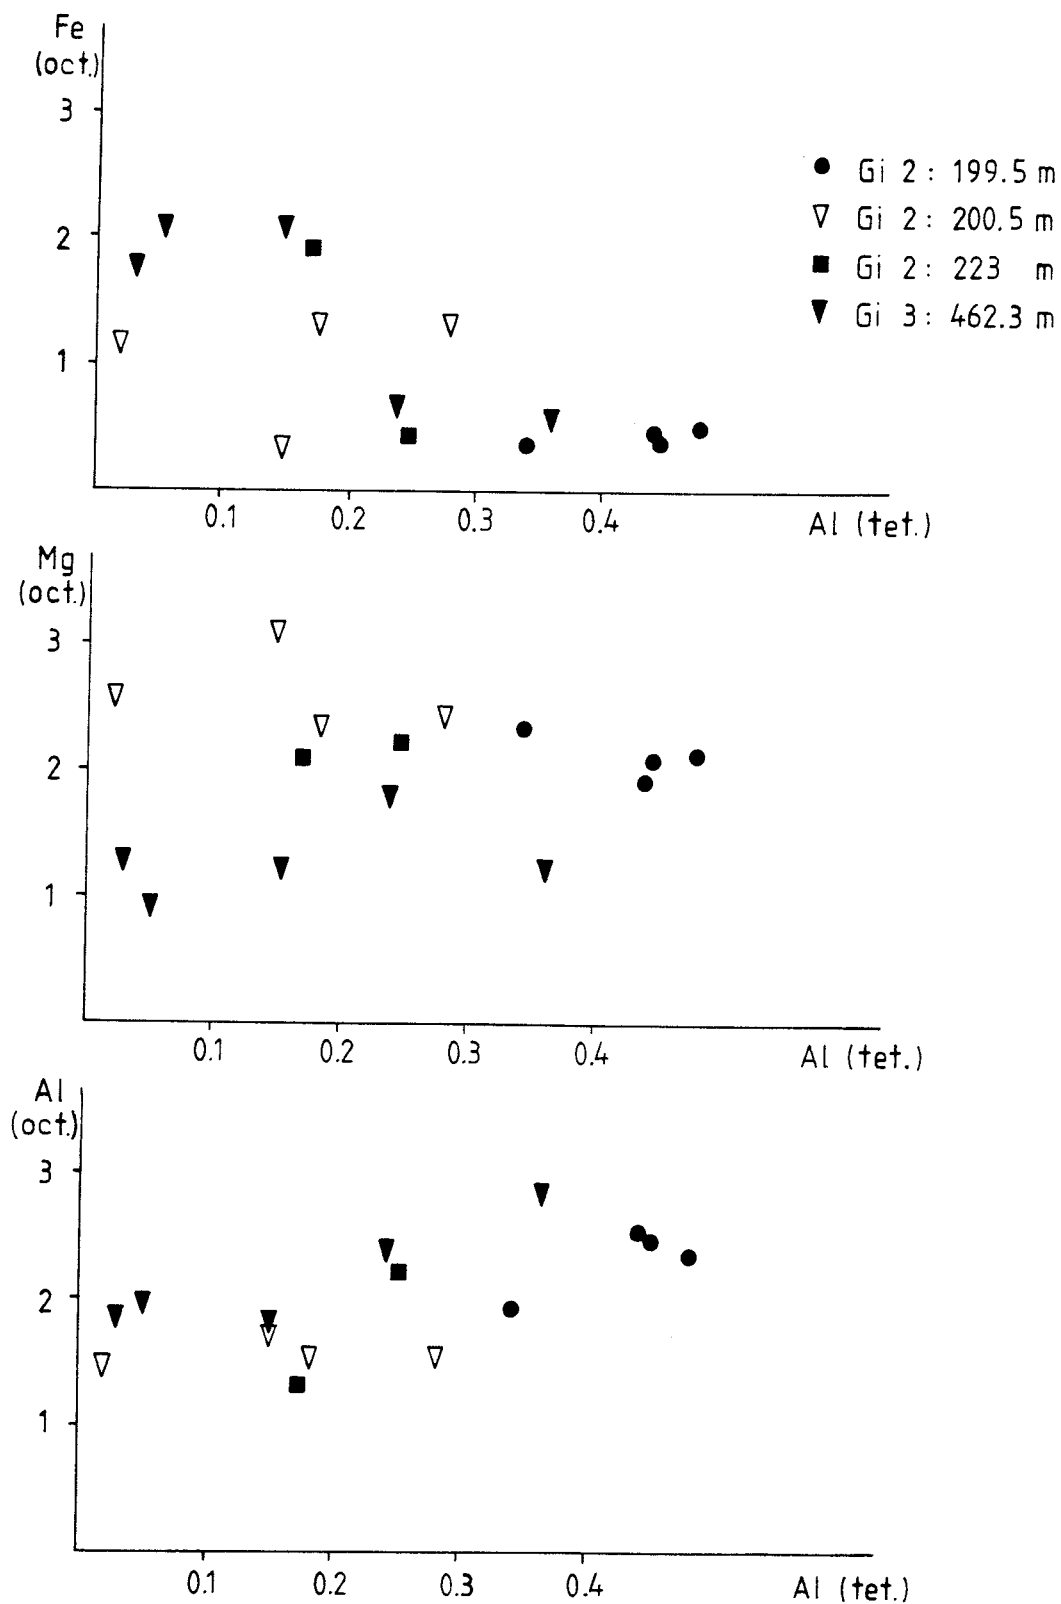 Fe
(oct.)
3
2
1
0.1 0.2 0.3 0.4 Al (tet.)
● Gi 2: 199.5 m
▽ Gi 2: 200.5 m
■ Gi 2: 223 m
▼ Gi 3: 462.3 m
Mg
(oct.)
3
2
1
0.1 0.2 0.3 0.4 Al (tet.)
Al
(oct.)
3
2
1
0.1 0.2 0.3 0.4 Al (tet.)